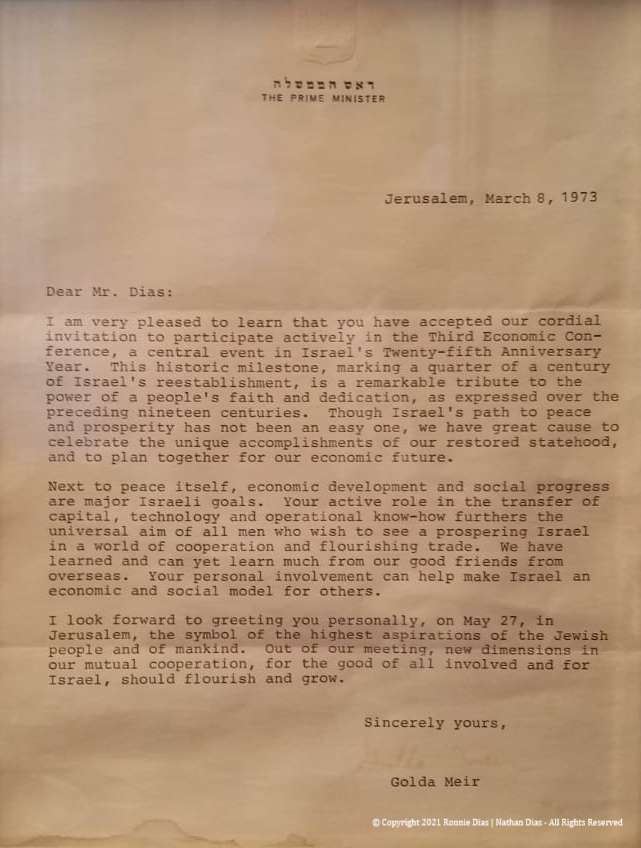 ראש הממשלה
THE PRIME MINISTER
Jerusalem, March 8, 1973
Dear Mr. Dias:
I am very pleased to learn that you have accepted our cordial
invitation to participate actively in the Third Economic Con-
ference, a central event in Israel's Twenty-fifth Anniversary
Year. This historic milestone, marking a quarter of a century
of Israel's reestablishment, is a remarkable tribute to the
power of a people's faith and dedication, as expressed over the
preceding nineteen centuries. Though Israel's path to peace
and prosperity has not been an easy one, we have great cause to
celebrate the unique accomplishments of our restored statehood,
and to plan together for our economic future.
Next to peace itself, economic development and social progress
are major Israeli goals. Your active role in the transfer of
capital, technology and operational know-how furthers the
universal aim of all men who wish to see a prospering Israel
in a world of cooperation and flourishing trade. We have
learned and can yet learn much from our good friends from
overseas. Your personal involvement can help make Israel an
economic and social model for others.
I look forward to greeting you personally, on May 27, in
Jerusalem, the symbol of the highest aspirations of the Jewish
people and of mankind. Out of our meeting, new dimensions in
our mutual cooperation, for the good of all involved and for
Israel, should flourish and grow.
Sincerely yours,
Golda Meir
© Copyright 2021 Ronnie Dias | Nathan Dias - All Rights Reserved